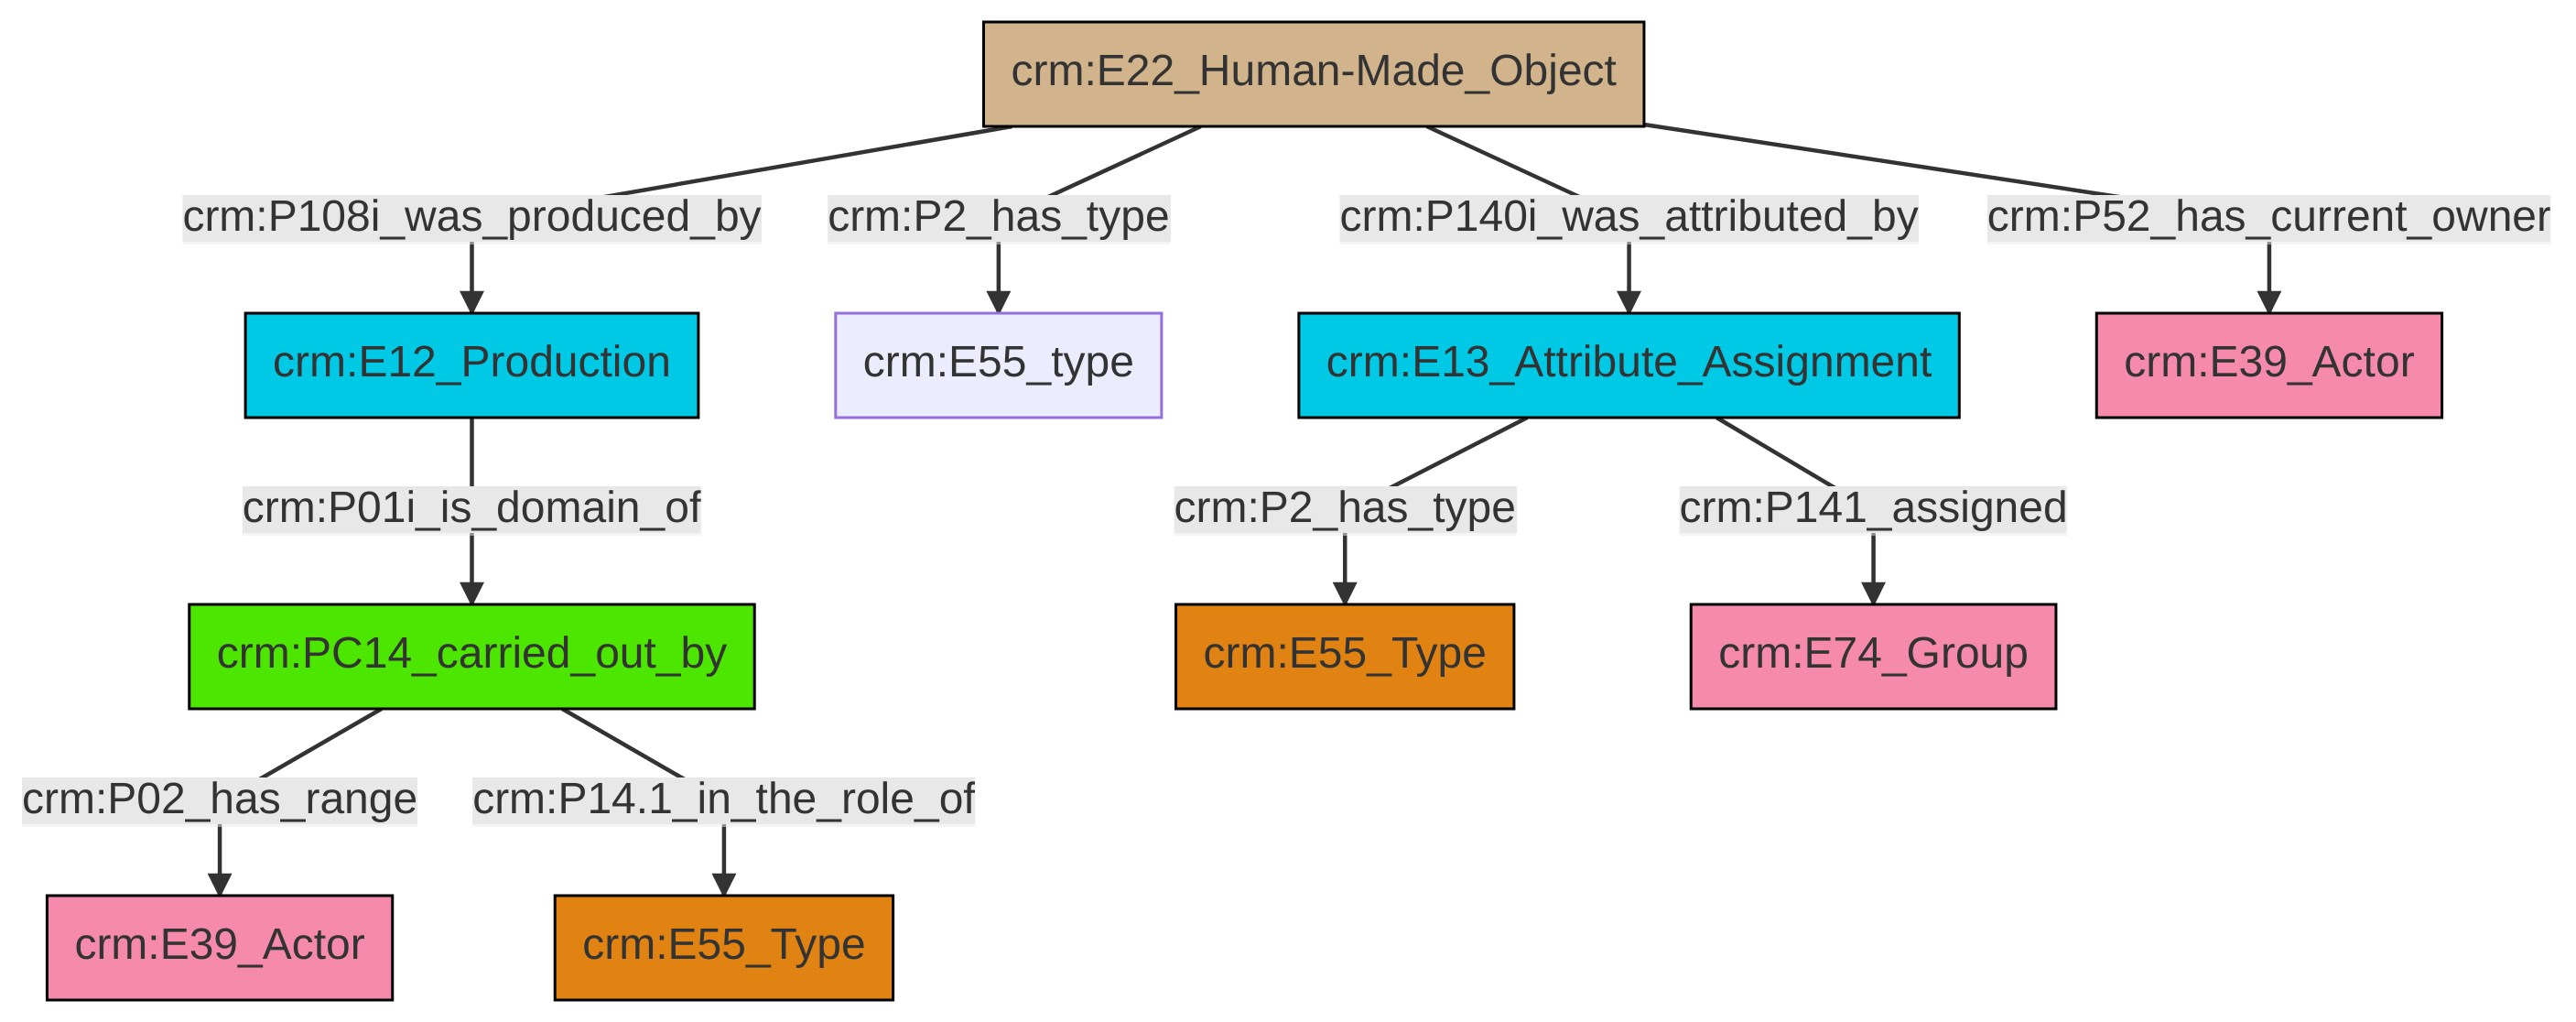 crm:E22_Human-Made_Object
crm:P108i_was_produced_by
crm:P2_has_type
crm:P140i_was_attributed_by
crm:P52_has_current_owner
crm:E12_Production
crm:E55_type
crm:E13_Attribute_Assignment
crm:E39_Actor
crm:P01i_is_domain_of
crm:P2_has_type
crm:P141_assigned
crm:PC14_carried_out_by
crm:E55_Type
crm:E74_Group
crm:P02_has_range
crm:P14.1_in_the_role_of
crm:E39_Actor
crm:E55_Type